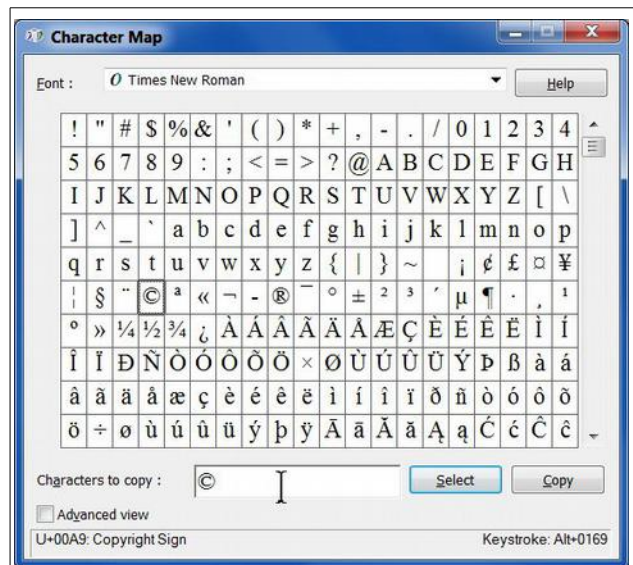 Character Map
Font : O Times New Roman Help
! " # $ % & ' ( ) * + , - . / 0 1 2 3 4
5 6 7 8 9 : ; < = > ? @ A B C D E F G H
I J K L M N O P Q R S T U V W X Y Z [ \
] ^ _ ` a b c d e f g h i j k l m n o p
q r s t u v w x y z { | } ~ ¡ ¢ £ ¤ ¥
¦ § ¨ © ª « ¬ - ® ¯ ° ± ² ³ ´ µ ¶ · ¸ ¹
º » ¼ ½ ¾ ¿ À Á Â Ã Ä Å Æ Ç È É Ê Ë Ì Í
Î Ï Ð Ñ Ò Ó Ô Õ Ö × Ø Ù Ú Û Ü Ý Þ ß à á
â ã ä å æ ç è é ê ë ì í î ï ð ñ ò ó ô õ
ö ÷ ø ù ú û ü ý þ ÿ Ā ā Ă ă Ą ą Ć ć Ĉ ĉ
Characters to copy : © Select Copy
Advanced view
U+00A9: Copyright Sign Keystroke: Alt+0169